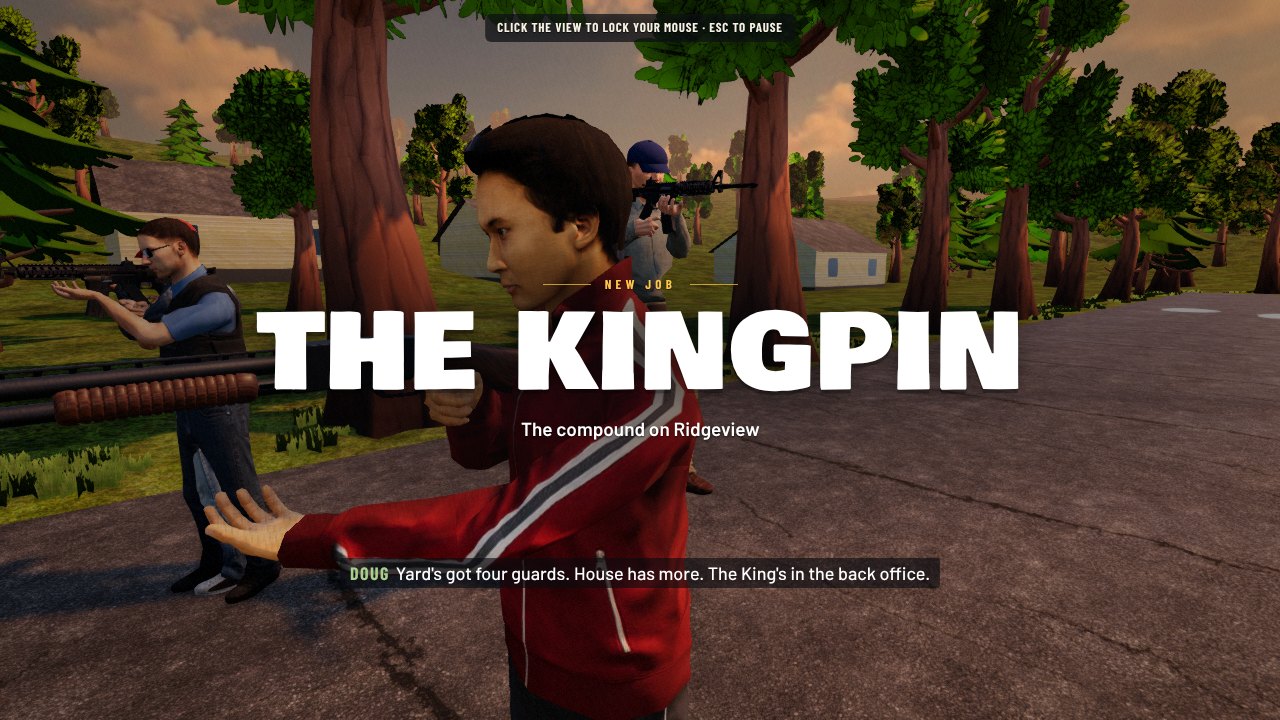 CLICK THE VIEW TO LOCK YOUR MOUSE · ESC TO PAUSE
NEW JOB
THE KINGPIN
The compound on Ridgeview
DOUG Yard's got four guards. House has more. The King's in the back office.